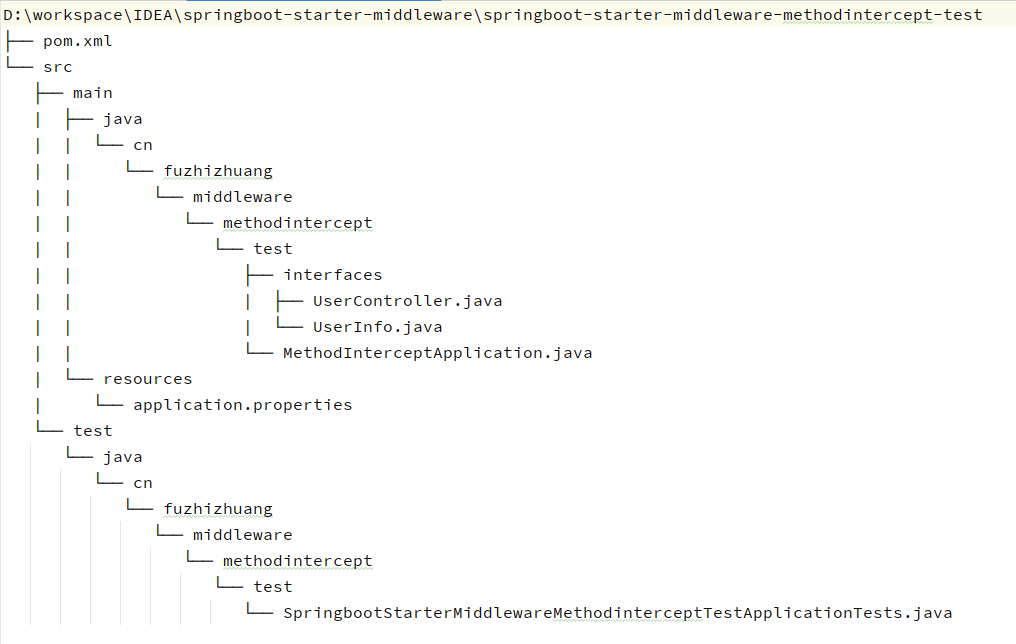 D:\workspace\IDEA\springboot-starter-middleware\springboot-starter-middleware-methodintercept-test
├── pom.xml
└── src
    ├── main
    │   ├── java
    │   │   └── cn
    │   │       └── fuzhizhuang
    │   │           └── middleware
    │   │               └── methodintercept
    │   │                   └── test
    │   │                       ├── interfaces
    │   │                       │   ├── UserController.java
    │   │                       │   └── UserInfo.java
    │   │                       └── MethodInterceptApplication.java
    │   └── resources
    │       └── application.properties
    └── test
        └── java
            └── cn
                └── fuzhizhuang
                    └── middleware
                        └── methodintercept
                            └── test
                                └── SpringbootStarterMiddlewareMethodinterceptTestApplicationTests.java